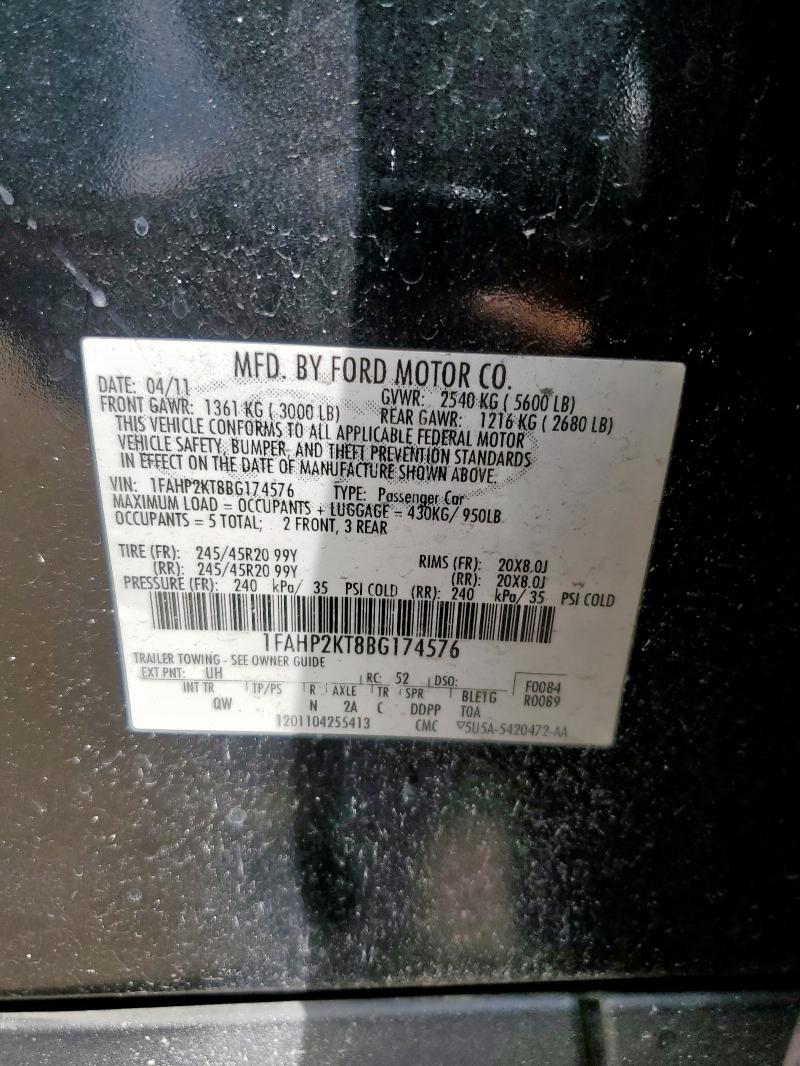 MFD. BY FORD MOTOR CO.
DATE: 04/11 GVWR: 2540 KG ( 5600 LB)
FRONT GAWR: 1361 KG ( 3000 LB) REAR GAWR: 1216 KG ( 2680 LB)
THIS VEHICLE CONFORMS TO ALL APPLICABLE FEDERAL MOTOR
VEHICLE SAFETY, BUMPER, AND THEFT PREVENTION STANDARDS
IN EFFECT ON THE DATE OF MANUFACTURE SHOWN ABOVE.
VIN: 1FAHP2KT8BG174576 TYPE: Passenger Car
MAXIMUM LOAD = OCCUPANTS + LUGGAGE = 430KG/ 950LB
OCCUPANTS = 5 TOTAL; 2 FRONT, 3 REAR
TIRE (FR): 245/45R20 99Y RIMS (FR): 20X8.0J
(RR): 245/45R20 99Y (RR): 20X8.0J
PRESSURE (FR): 240 kPa/ 35 PSI COLD (RR): 240 kPa/ 35 PSI COLD
1FAHP2KT8BG174576
TRAILER TOWING - SEE OWNER GUIDE
EXT PNT: UH RC: 52 DSO: F0084
INT TR TP/PS R AXLE TR SPR BLETG R0089
QW N 2A C DDPP TOA
1201104255413 CMC ▽5U5A-5420472-AA